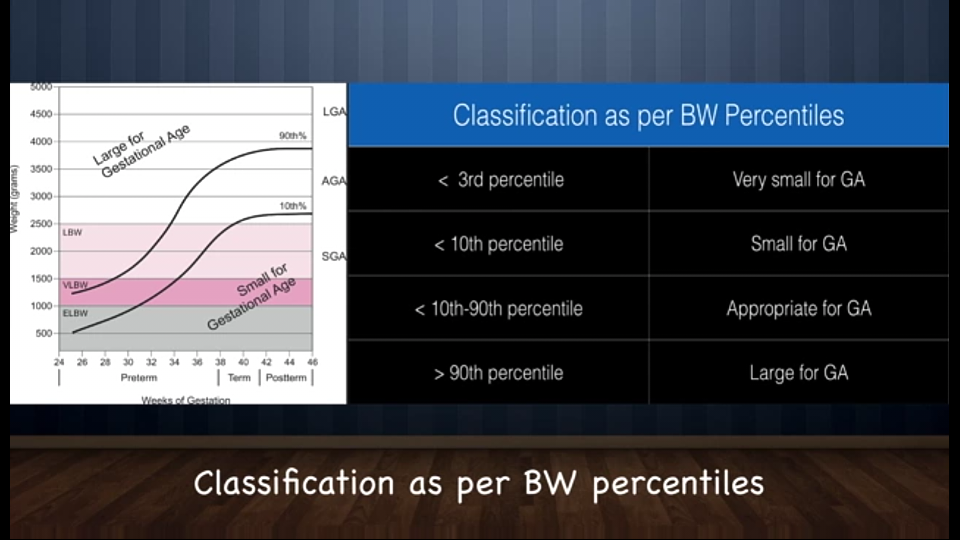 5000
4500
4000
3500
3000
2500
2000
1500
1000
500
Weight (grams)
Large for
Gestational Age
90th%
10th%
LBW
VLBW
ELBW
Small for
Gestational Age
LGA
AGA
SGA
24 26 28 30 32 34 36 38 40 42 44 46
Preterm Term Postterm
Weeks of Gestation
Classification as per BW Percentiles
< 3rd percentile Very small for GA
< 10th percentile Small for GA
< 10th-90th percentile Appropriate for GA
> 90th percentile Large for GA
Classification as per BW percentiles